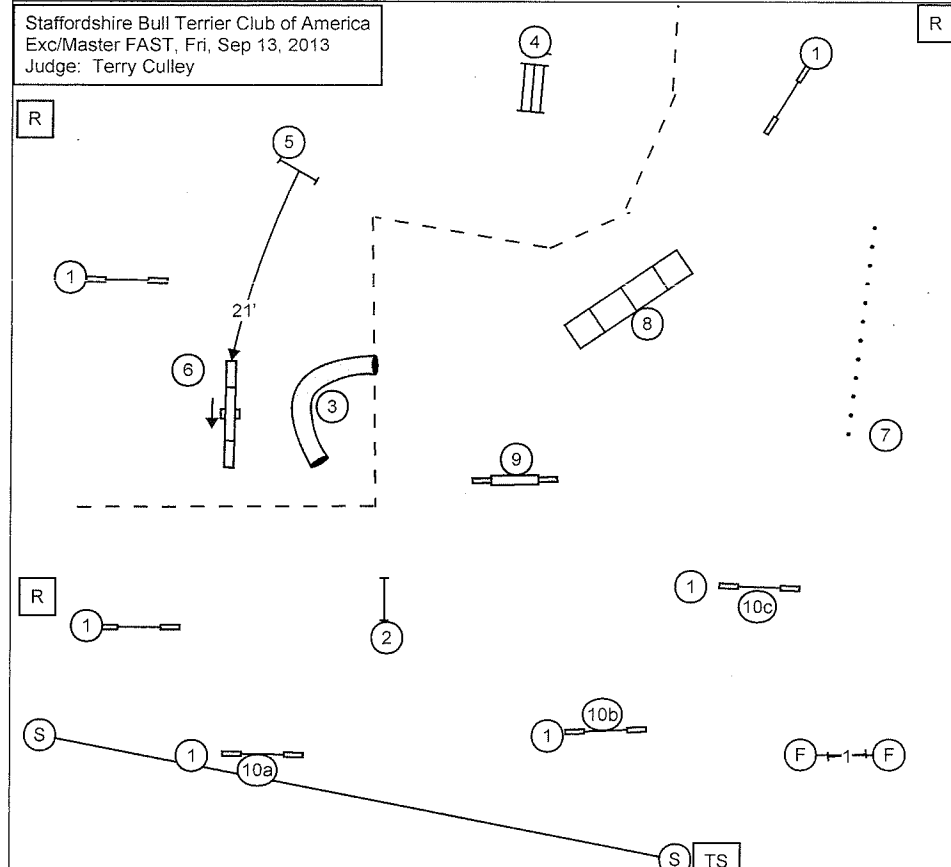 Staffordshire Bull Terrier Club of America
Exc/Master FAST, Fri, Sep 13, 2013
Judge: Terry Culley
R
4
1
R
5
1
21'
8
6
3
7
9
R
1
10c
1
2
10b
S
1
1
F
1
F
10a
S
TS